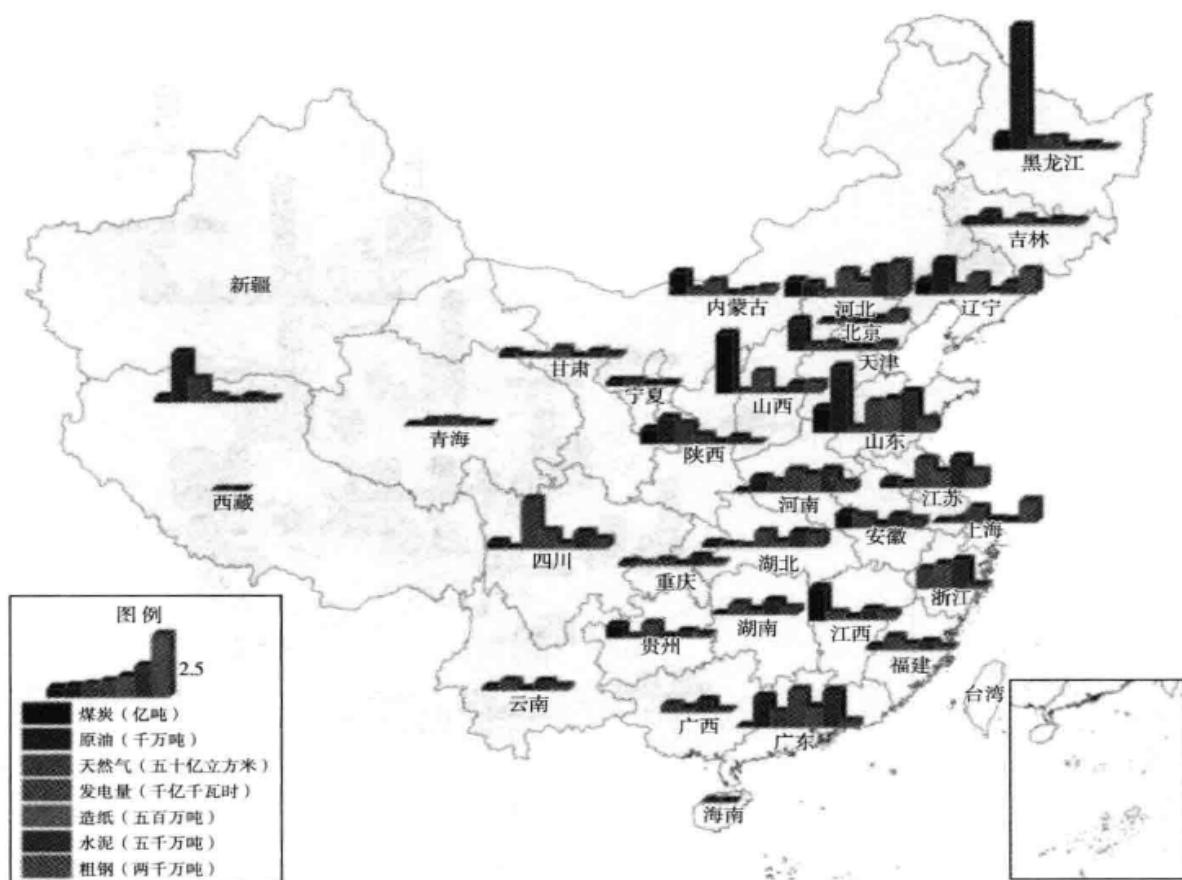 黑龙江
吉林
新疆
内蒙古
河北
辽宁
北京
天津
甘肃
宁夏
山西
山东
青海
陕西
西藏
河南
江苏
四川
重庆
湖北
安徽
上海
浙江
湖南
江西
贵州
福建
云南
广西
广东
台湾
海南
图例
2.5
煤炭（亿吨）
原油（千万吨）
天然气（五十亿立方米）
发电量（千亿千瓦时）
造纸（五百万吨）
水泥（五千万吨）
粗钢（两千万吨）